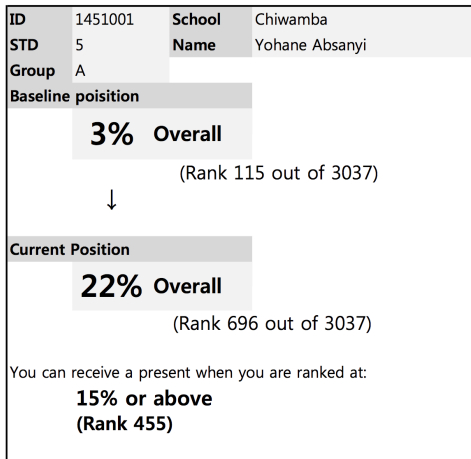 ID 1451001 School Chiwamba
STD 5 Name Yohane Absanyi
Group A
Baseline poisition
3% Overall
(Rank 115 out of 3037)
↓
Current Position
22% Overall
(Rank 696 out of 3037)
You can receive a present when you are ranked at:
15% or above
(Rank 455)